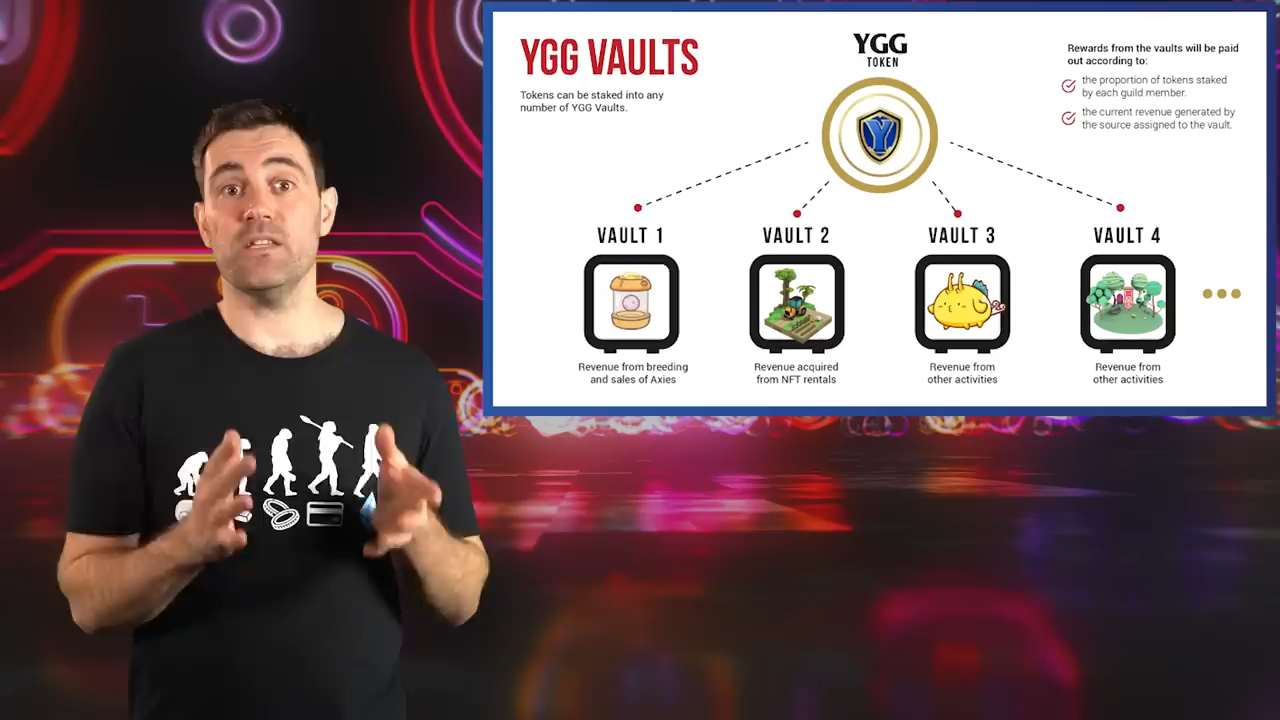 YGG VAULTS
Tokens can be staked into any
number of YGG Vaults.
YGG
TOKEN
Rewards from the vaults will be paid
out according to:
the proportion of tokens staked
by each guild member.
the current revenue generated by
the source assigned to the vault.
VAULT 1
VAULT 2
VAULT 3
VAULT 4
Revenue from breeding
and sales of Axies
Revenue acquired
from NFT rentals
Revenue from
other activities
Revenue from
other activities